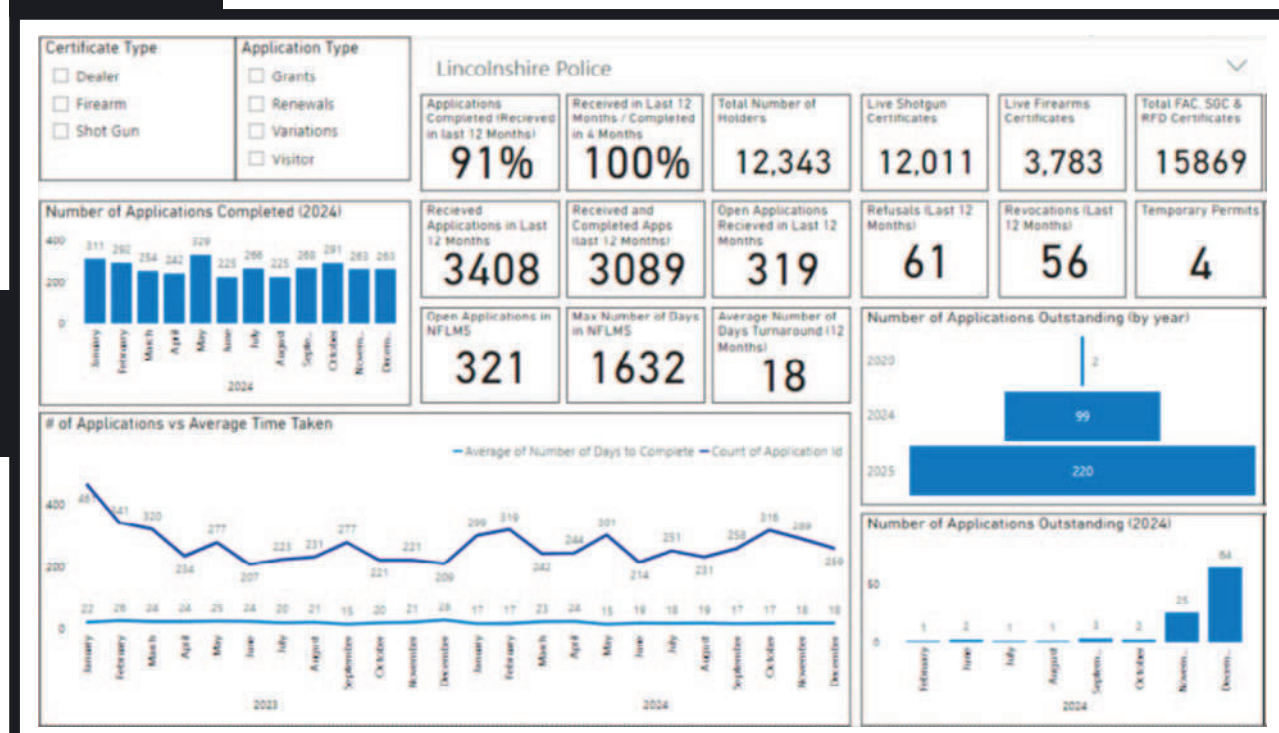 Certificate Type
Dealer
Firearm
Shot Gun
Application Type
Grants
Renewals
Variations
Visitor
Lincolnshire Police
Applications
Completed (Recieved
in last 12 Months)
91%
Received in Last 12
Months / Completed
in 4 Months
100%
Total Number of
Holders
12,343
Live Shotgun
Certificates
12,011
Live Firearms
Certificates
3,783
Total FAC, SGC &
RFD Certificates
15869
Number of Applications Completed (2024)
400
200
0
311 292 254 242 329 225 266 225 268 291 263 263
January February March April May June July August Septe... October Novem... Decem...
2024
Recieved
Applications in Last
12 Months
3408
Received and
Completed Apps
(last 12 Months)
3089
Open Applications
Recieved in Last 12
Months
319
Refusals (Last 12
Months)
61
Revocations (Last
12 Months)
56
Temporary Permits
4
Open Applications in
NFLMS
321
Max Number of Days
in NFLMS
1632
Average Number of
Days Turnaround (12
Months)
18
Number of Applications Outstanding (by year)
2020 2
2024 99
2025 220
# of Applications vs Average Time Taken
Average of Number of Days to Complete Count of Application Id
400
200
0
461 341 320 234 277 207 223 231 277 221 221 209 299 319 242 244 301 214 251 231 258 316 289 259
22 26 24 24 25 24 20 21 15 20 21 28 17 17 23 24 15 18 18 19 17 17 18 18
January February March April May June July August September October November December January February March April May June July August September October November December
2023 2024
Number of Applications Outstanding (2024)
50
0
1 2 1 1 3 2 25 64
February June July August Septem... October Novem... Decem...
2024